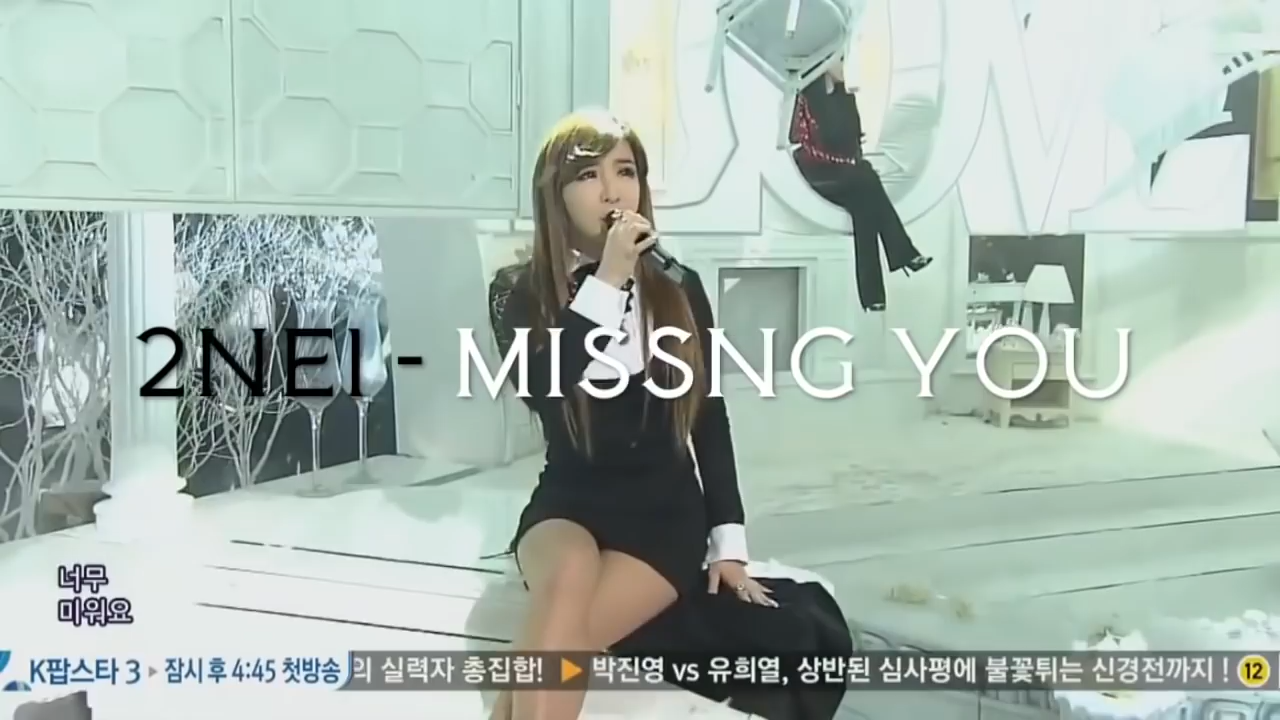 2NE1 - MISSNG YOU
너무
미워요
K팝스타 3 ▸ 잠시 후 4:45 첫방송 의 실력자 총집합! ▶ 박진영 vs 유희열, 상반된 심사평에 불꽃튀는 신경전까지 ! 12